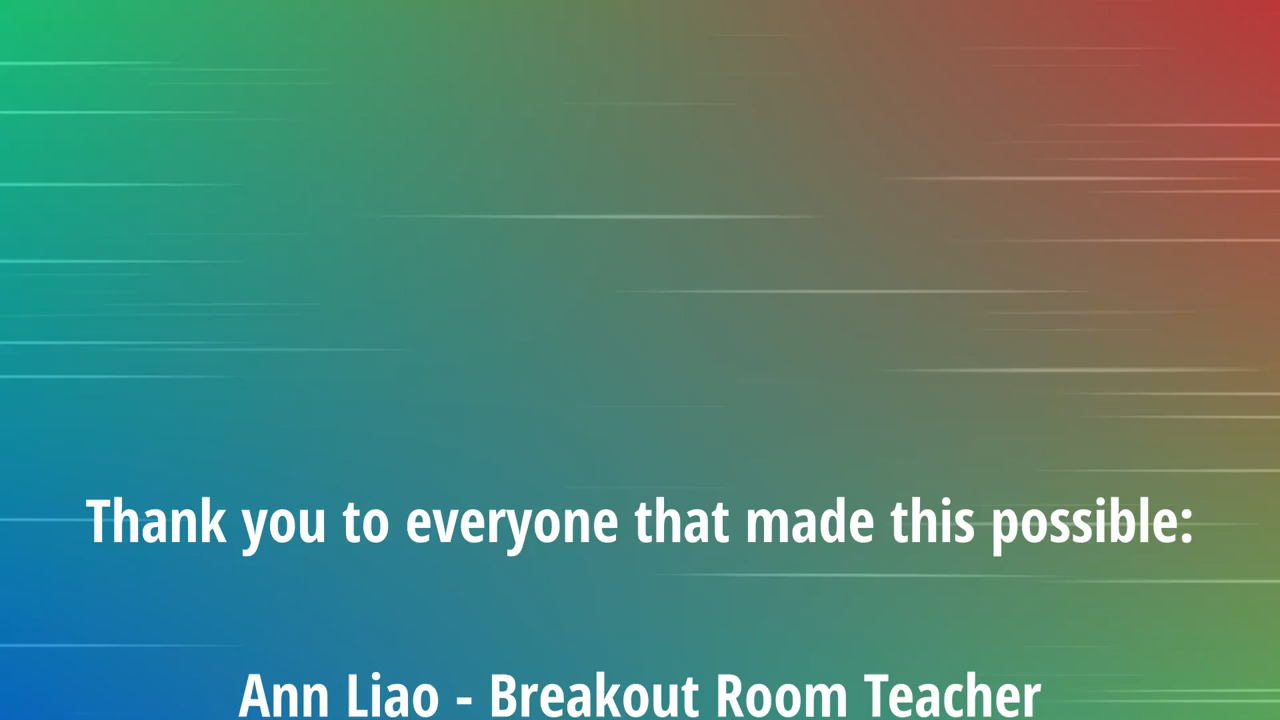 Thank you to everyone that made this possible:
Ann Liao - Breakout Room Teacher